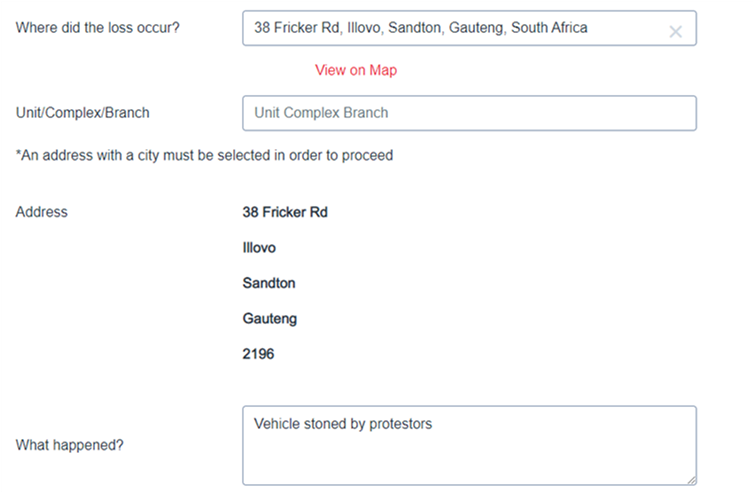 Where did the loss occur? 38 Fricker Rd, Illovo, Sandton, Gauteng, South Africa
View on Map
Unit/Complex/Branch Unit Complex Branch
*An address with a city must be selected in order to proceed
Address 38 Fricker Rd
Illovo
Sandton
Gauteng
2196
Vehicle stoned by protestors
What happened?